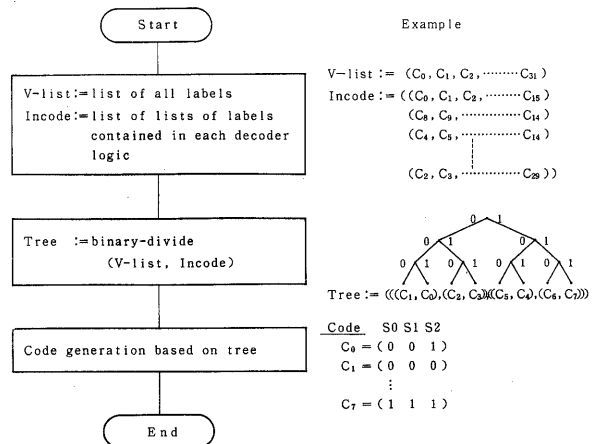 Start
Example
V-list:=list of all labels
Incode:=list of lists of labels
contained in each decoder
logic
V-list:= (C₀, C₁, C₂, ········C₃₁)
Incode:= ((C₀, C₁, C₂, ········C₁₅)
(C₈, C₉, ············C₁₄)
(C₄, C₅, ············C₁₄)
(C₂, C₃, ············C₂₉))
Tree :=binary-divide
(V-list, Incode)
0 1
0 1 0 1
0 1 0 1 0 1 0 1
Tree:= (((C₁, C₀),(C₂, C₃)),((C₅, C₄),(C₆, C₇)))
Code generation based on tree
Code S0 S1 S2
C₀ = ( 0 0 1 )
C₁ = ( 0 0 0 )
⋮
C₇ = ( 1 1 1 )
End